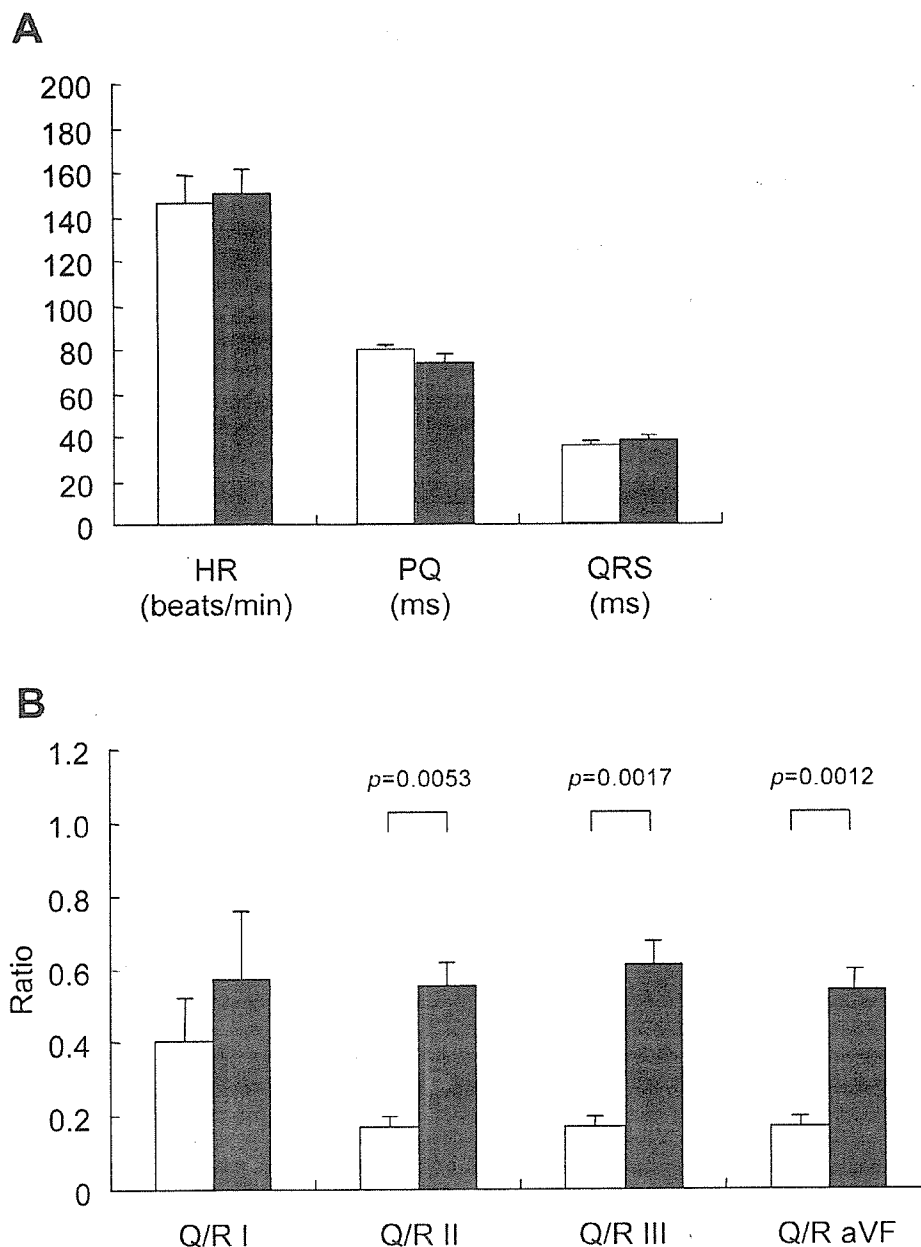 A
200
180
160
140
120
100
80
60
40
20
0
HR
(beats/min)
PQ
(ms)
QRS
(ms)
B
1.2
1.0
0.8
0.6
0.4
0.2
0
Ratio
p=0.0053
p=0.0017
p=0.0012
Q/R I
Q/R II
Q/R III
Q/R aVF